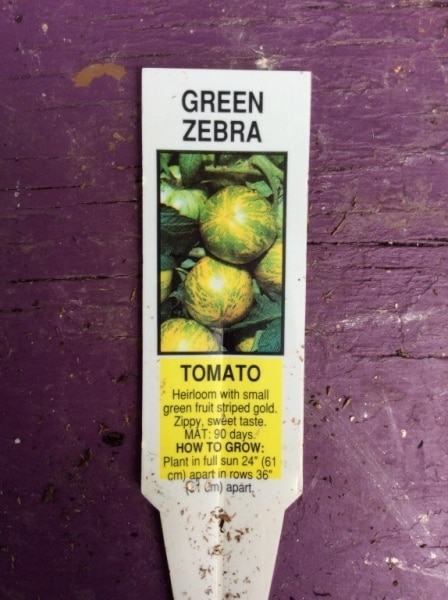 GREEN
ZEBRA
TOMATO
Heirloom with small
green fruit striped gold.
Zippy, sweet taste.
MAT: 90 days.
HOW TO GROW:
Plant in full sun 24" (61
cm) apart in rows 36"
cm) apart.